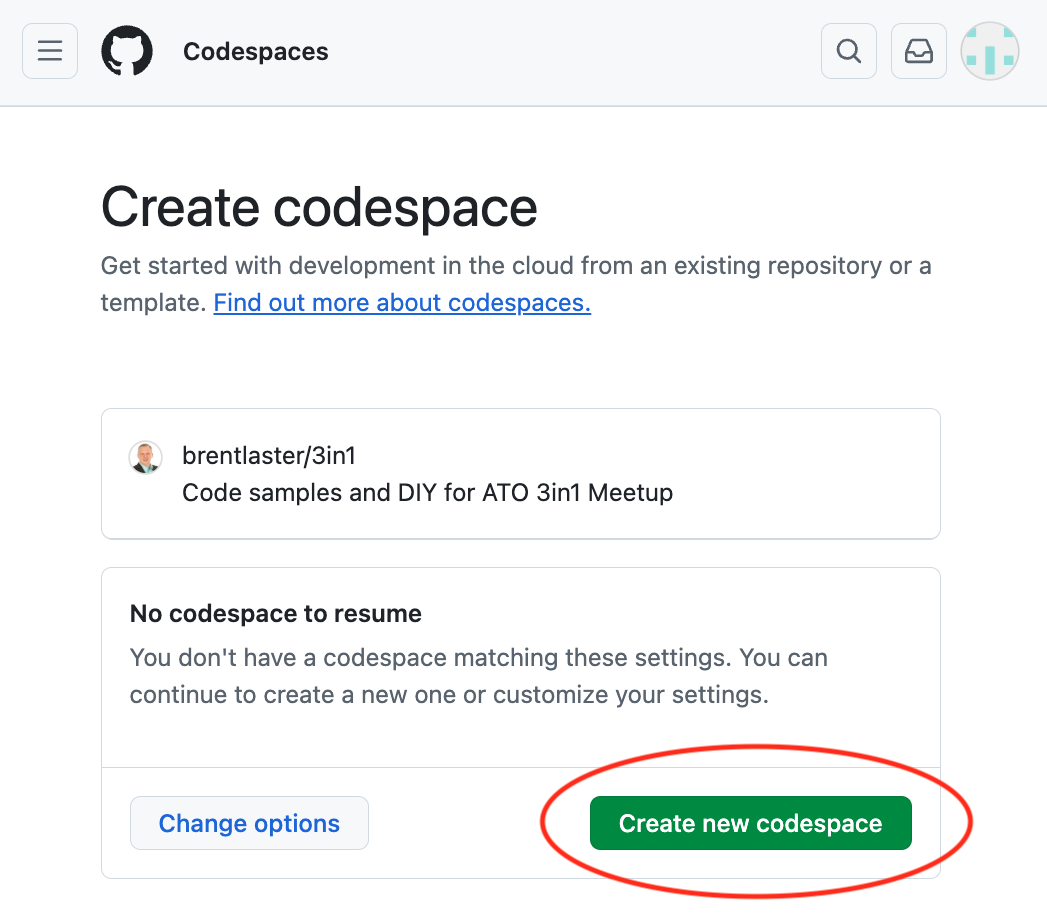 Codespaces
Create codespace
Get started with development in the cloud from an existing repository or a
template. Find out more about codespaces.
brentlaster/3in1
Code samples and DIY for ATO 3in1 Meetup
No codespace to resume
You don't have a codespace matching these settings. You can
continue to create a new one or customize your settings.
Change options
Create new codespace